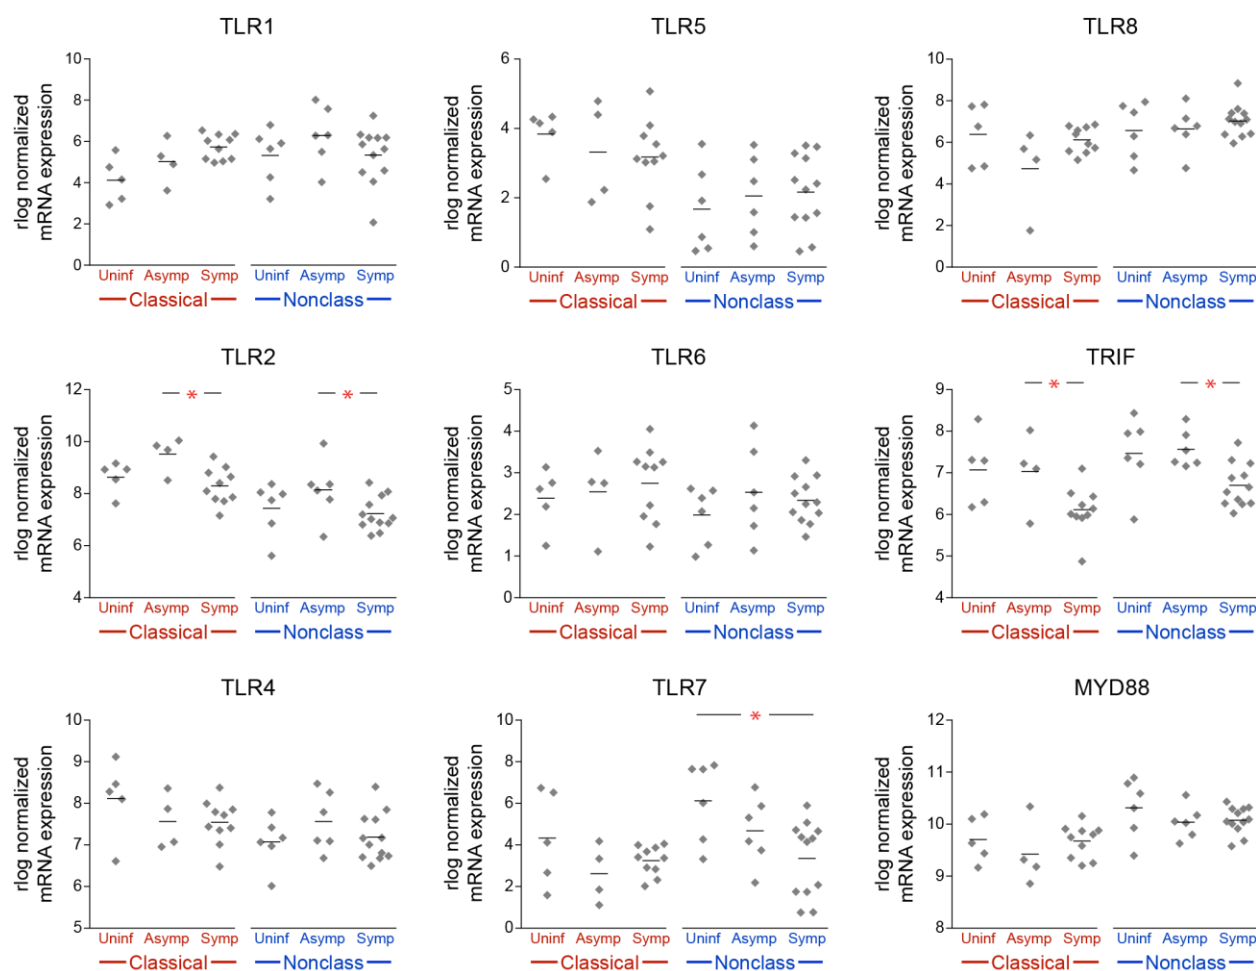 TLR1
rlog normalized
mRNA expression
10
8
6
4
2
0
Uninf Asymp Symp Uninf Asymp Symp
Classical Nonclass
TLR5
rlog normalized
mRNA expression
6
4
2
0
Uninf Asymp Symp Uninf Asymp Symp
Classical Nonclass
TLR8
rlog normalized
mRNA expression
10
8
6
4
2
0
Uninf Asymp Symp Uninf Asymp Symp
Classical Nonclass
TLR2
rlog normalized
mRNA expression
12
10
8
6
4
* *
Uninf Asymp Symp Uninf Asymp Symp
Classical Nonclass
TLR6
rlog normalized
mRNA expression
5
4
3
2
1
0
Uninf Asymp Symp Uninf Asymp Symp
Classical Nonclass
TRIF
rlog normalized
mRNA expression
9
8
7
6
5
4
* *
Uninf Asymp Symp Uninf Asymp Symp
Classical Nonclass
TLR4
rlog normalized
mRNA expression
10
9
8
7
6
5
Uninf Asymp Symp Uninf Asymp Symp
Classical Nonclass
TLR7
rlog normalized
mRNA expression
10
8
6
4
2
0
*
Uninf Asymp Symp Uninf Asymp Symp
Classical Nonclass
MYD88
rlog normalized
mRNA expression
12
11
10
9
8
Uninf Asymp Symp Uninf Asymp Symp
Classical Nonclass